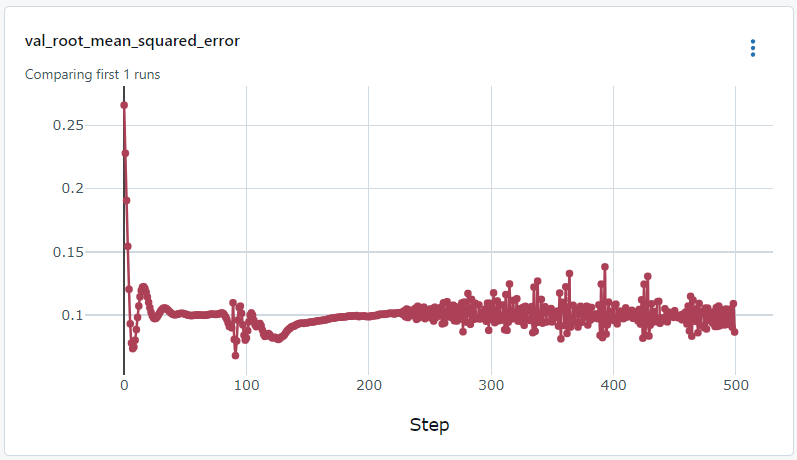 val_root_mean_squared_error
Comparing first 1 runs
0.25
0.2
0.15
0.1
0 100 200 300 400 500
Step